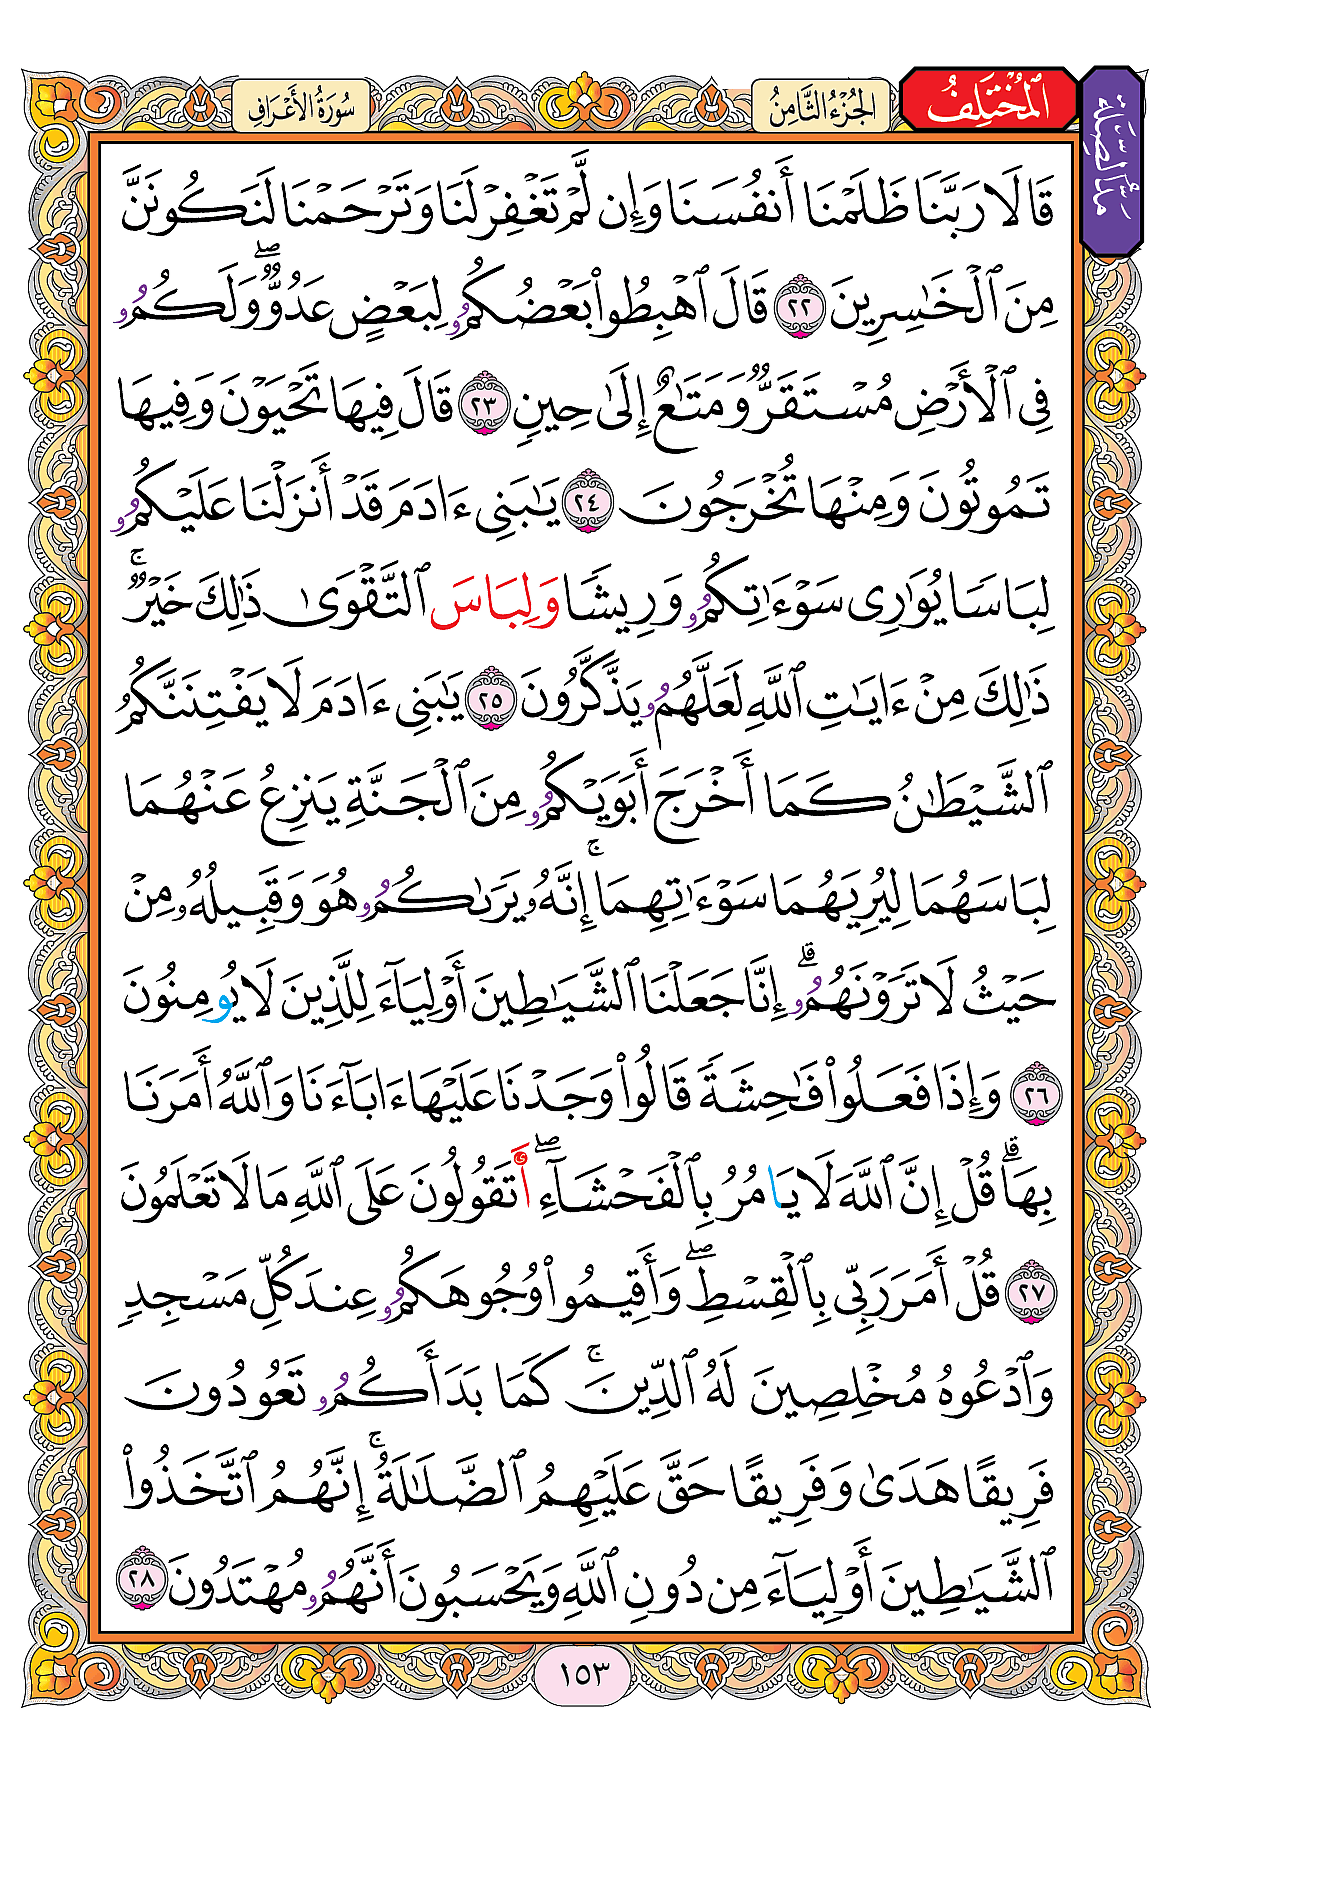 سُورَةُ الأَعْرَافِ
الجُزْءُ الثَّامِنُ
المُخْتَلِفُ
مَدُّ الصِّلَة
قَالَا رَبَّنَا ظَلَمْنَا أَنفُسَنَا وَإِن لَّمْ تَغْفِرْ لَنَا وَتَرْحَمْنَا لَنَكُونَنَّ
مِنَ ٱلْخَٰسِرِينَ ٢٢ قَالَ ٱهْبِطُوا۟ بَعْضُكُمُۥ لِبَعْضٍ عَدُوٌّ ۖ وَلَكُمُۥ
فِى ٱلْأَرْضِ مُسْتَقَرٌّ وَمَتَٰعٌ إِلَىٰ حِينٍ ٢٣ قَالَ فِيهَا تَحْيَوْنَ وَفِيهَا
تَمُوتُونَ وَمِنْهَا تُخْرَجُونَ ٢٤ يَٰبَنِى ءَادَمَ قَدْ أَنزَلْنَا عَلَيْكُمُۥ
لِبَاسًا يُوَٰرِى سَوْءَٰتِكُمُۥ وَرِيشًا وَلِبَاسَ ٱلتَّقْوَىٰ ذَٰلِكَ خَيْرٌ ۚ
ذَٰلِكَ مِنْ ءَايَٰتِ ٱللَّهِ لَعَلَّهُمُۥ يَذَّكَّرُونَ ٢٥ يَٰبَنِى ءَادَمَ لَا يَفْتِنَنَّكُمُ
ٱلشَّيْطَٰنُ كَمَا أَخْرَجَ أَبَوَيْكُمُۥ مِنَ ٱلْجَنَّةِ يَنزِعُ عَنْهُمَا
لِبَاسَهُمَا لِيُرِيَهُمَا سَوْءَٰتِهِمَا ۚ إِنَّهُۥ يَرَىٰكُمُۥ هُوَ وَقَبِيلُهُۥ مِنْ
حَيْثُ لَا تَرَوْنَهُمُۥ ۗ إِنَّا جَعَلْنَا ٱلشَّيَٰطِينَ أَوْلِيَآءَ لِلَّذِينَ لَا يُومِنُونَ
٢٦ وَإِذَا فَعَلُوا۟ فَٰحِشَةً قَالُوا۟ وَجَدْنَا عَلَيْهَا ءَابَآءَنَا وَٱللَّهُ أَمَرَنَا
بِهَا ۗ قُلْ إِنَّ ٱللَّهَ لَا يَامُرُ بِٱلْفَحْشَآءِ ۖ أَتَقُولُونَ عَلَى ٱللَّهِ مَا لَا تَعْلَمُونَ
٢٧ قُلْ أَمَرَ رَبِّى بِٱلْقِسْطِ ۖ وَأَقِيمُوا۟ وُجُوهَكُمُۥ عِندَ كُلِّ مَسْجِدٍ
وَٱدْعُوهُ مُخْلِصِينَ لَهُ ٱلدِّينَ ۚ كَمَا بَدَأَكُمُۥ تَعُودُونَ
فَرِيقًا هَدَىٰ وَفَرِيقًا حَقَّ عَلَيْهِمُ ٱلضَّلَٰلَةُ ۚ إِنَّهُمُ ٱتَّخَذُوا۟
ٱلشَّيَٰطِينَ أَوْلِيَآءَ مِن دُونِ ٱللَّهِ وَيَحْسَبُونَ أَنَّهُمُۥ مُهْتَدُونَ ٢٨
١٥٣